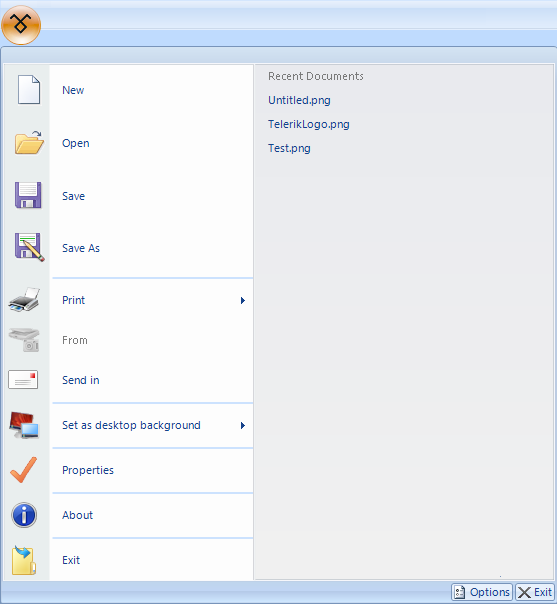 New
Open
Save
Save As
Print
From
Send in
Set as desktop background
Properties
About
Exit
Recent Documents
Untitled.png
TelerikLogo.png
Test.png
Options
Exit